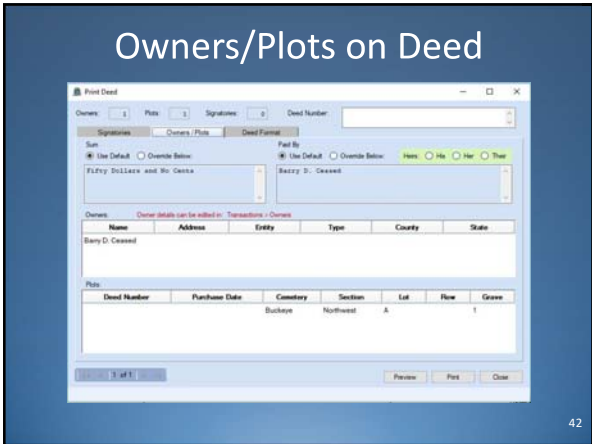 Owners/Plots on Deed
Print Deed
Owners: 1 Plots: 1 Signatories: 0 Deed Number:
Signatories Owners / Plots Deed Format
Sum Paid By
Use Default Override Below: Use Default Override Below: Heirs: His Her Their
Fifty Dollars and No Cents Barry D. Ceased
Owners: Owner details can be edited in: Transactions > Owners
Name Address Entity Type County State
Barry D. Ceased
Plots:
Deed Number Purchase Date Cemetery Section Lot Row Grave
Buckeye Northwest A 1
1 of 1 Preview Print Close
42